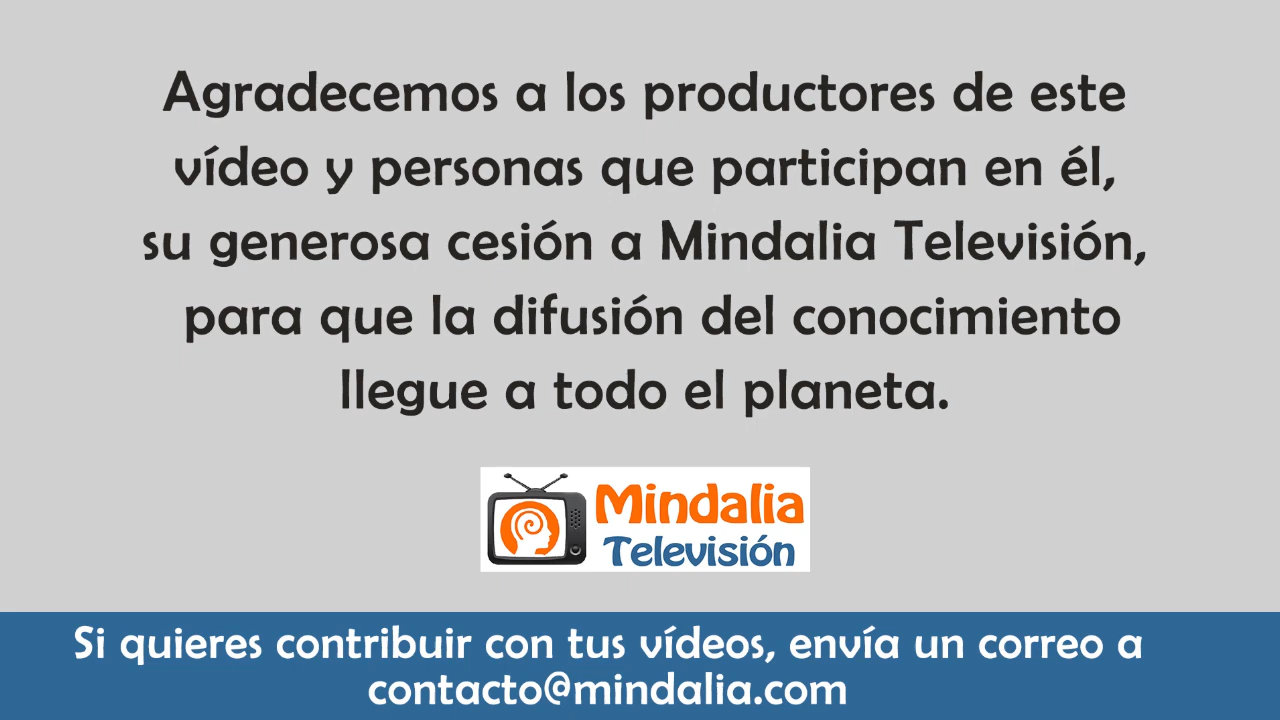 Agradecemos a los productores de este
vídeo y personas que participan en él,
su generosa cesión a Mindalia Televisión,
para que la difusión del conocimiento
llegue a todo el planeta.
Mindalia
Televisión
Si quieres contribuir con tus vídeos, envía un correo a
contacto@mindalia.com